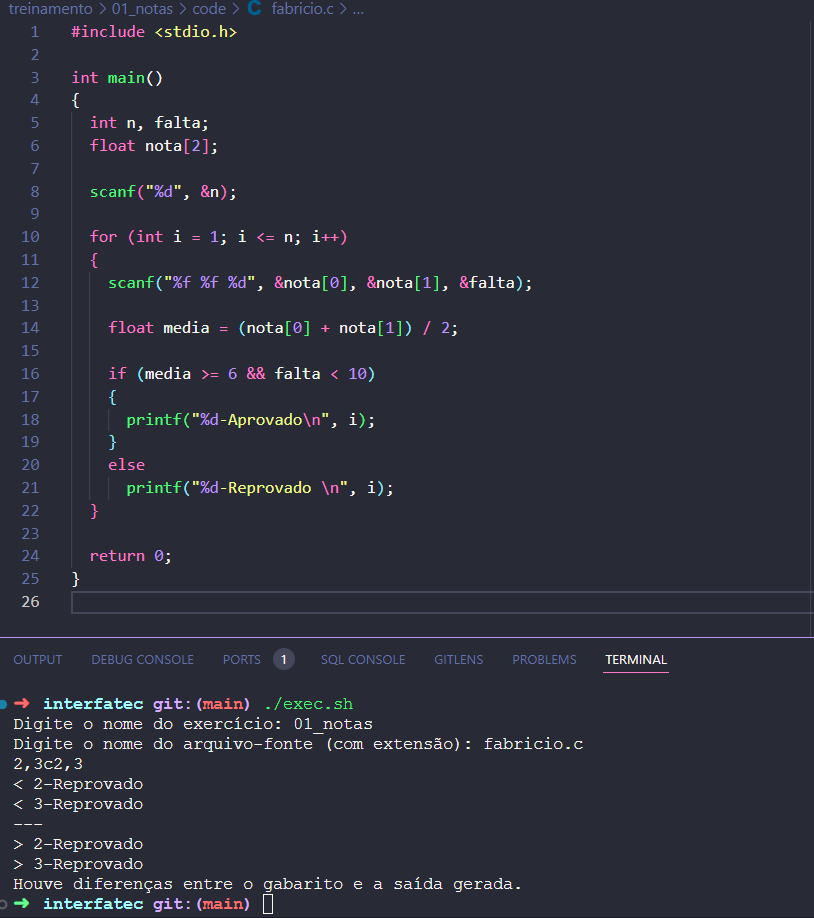 treinamento > 01_notas > code > C fabricio.c > ...
1 #include <stdio.h>
2
3 int main()
4 {
5 int n, falta;
6 float nota[2];
7
8 scanf("%d", &n);
9
10 for (int i = 1; i <= n; i++)
11 {
12 scanf("%f %f %d", &nota[0], &nota[1], &falta);
13
14 float media = (nota[0] + nota[1]) / 2;
15
16 if (media >= 6 && falta < 10)
17 {
18 printf("%d-Aprovado\n", i);
19 }
20 else
21 printf("%d-Reprovado \n", i);
22 }
23
24 return 0;
25 }
26
OUTPUT DEBUG CONSOLE PORTS 1 SQL CONSOLE GITLENS PROBLEMS TERMINAL
➜ interfatec git:(main) ./exec.sh
Digite o nome do exercício: 01_notas
Digite o nome do arquivo-fonte (com extensão): fabricio.c
2,3c2,3
< 2-Reprovado
< 3-Reprovado
---
> 2-Reprovado
> 3-Reprovado
Houve diferenças entre o gabarito e a saída gerada.
➜ interfatec git:(main)